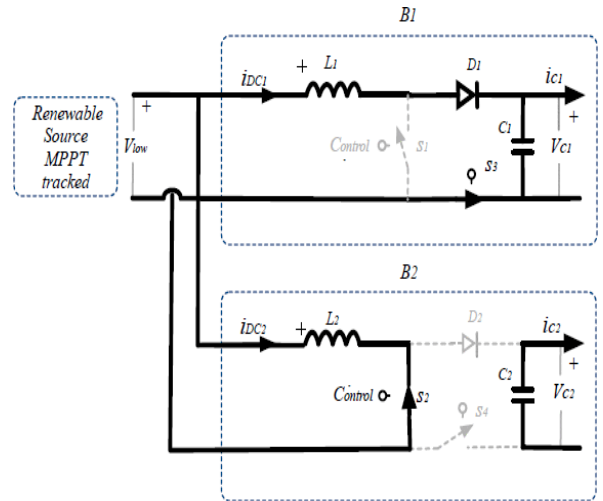 B1
L1
D1
iDC1
iC1
+
+
+
Renewable
Source
MPPT
tracked
Vlow
Control
s1
s3
C1
VC1
B2
L2
D2
iDC2
iC2
+
+
Control
s2
s4
C2
VC2